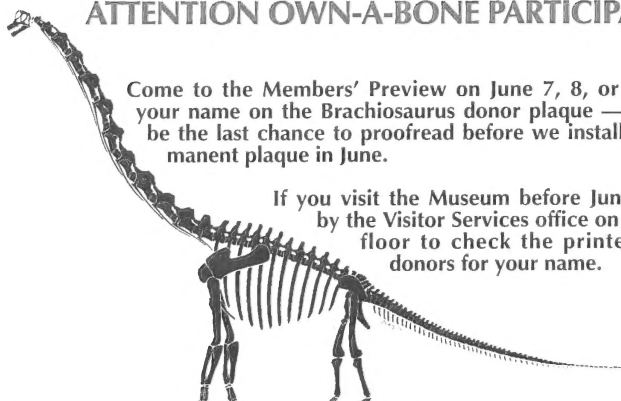 ATTENTION OWN-A-BONE PARTICIPA
Come to the Members' Preview on June 7, 8, or
your name on the Brachiosaurus donor plaque —
be the last chance to proofread before we install
manent plaque in June.
If you visit the Museum before Jun
by the Visitor Services office on
floor to check the printe
donors for your name.